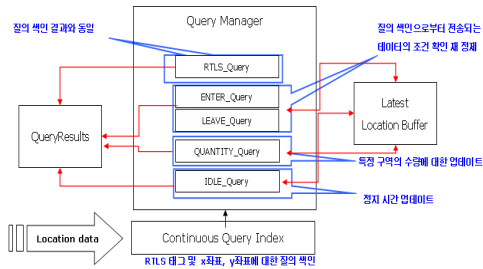 Query Manager
질의 색인 결과와 동일
질의 색인으로부터 전송되는
데이터의 조건 확인 재 정제
RTLS_Query
ENTER_Query
LEAVE_Query
QUANTITY_Query
IDLE_Query
QueryResults
Latest
Location Buffer
특정 구역의 수량에 대한 업데이트
정지 시간 업데이트
Location data
Continuous Query Index
RTLS 태그 및 x좌표, y좌표에 대한 질의 색인